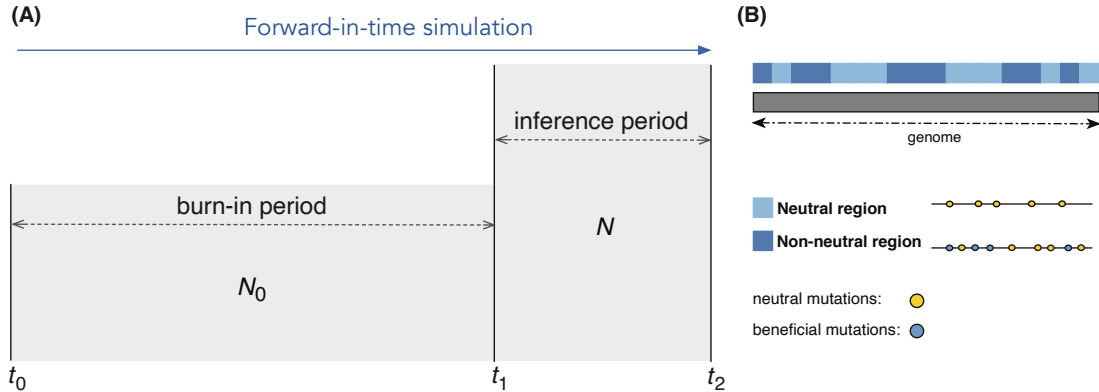 (A)
Forward-in-time simulation
inference period
burn-in period
N
N0
t0
t1
t2
(B)
genome
Neutral region
Non-neutral region
neutral mutations:
beneficial mutations: